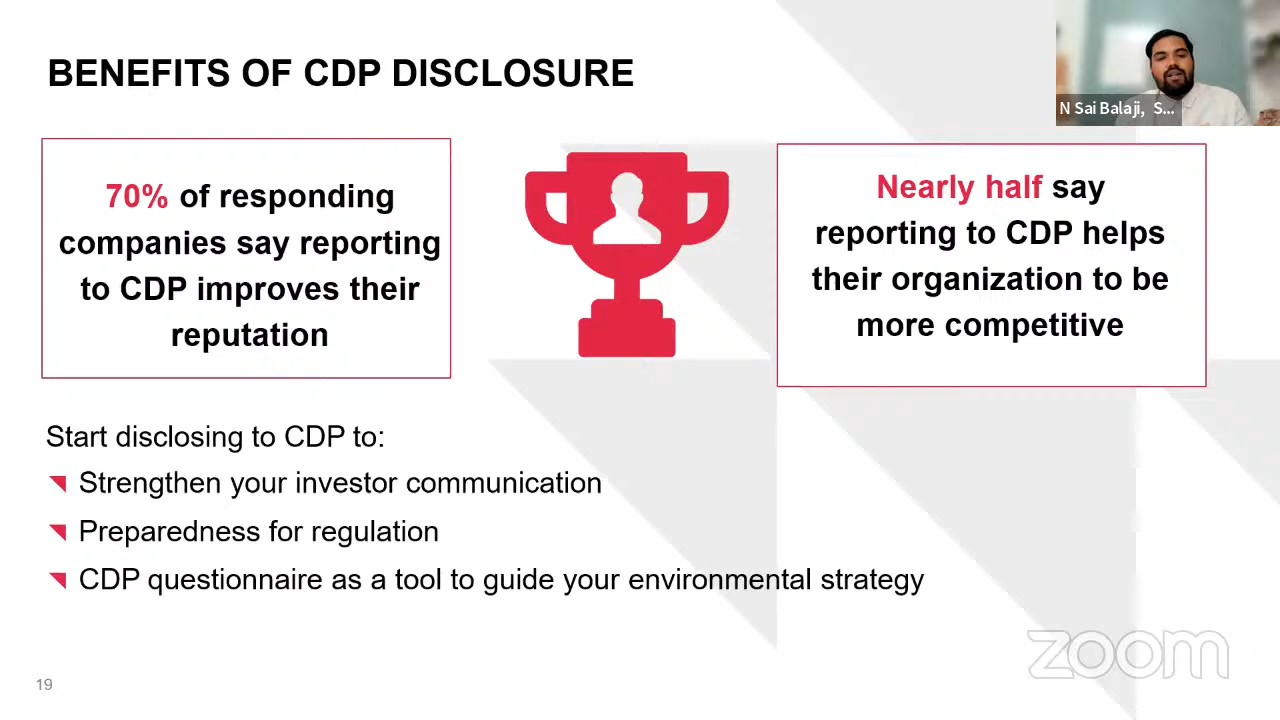 BENEFITS OF CDP DISCLOSURE
N Sai Balaji, S...
70% of responding
companies say reporting
to CDP improves their
reputation
Nearly half say
reporting to CDP helps
their organization to be
more competitive
Start disclosing to CDP to:
Strengthen your investor communication
Preparedness for regulation
CDP questionnaire as a tool to guide your environmental strategy
zoom
19